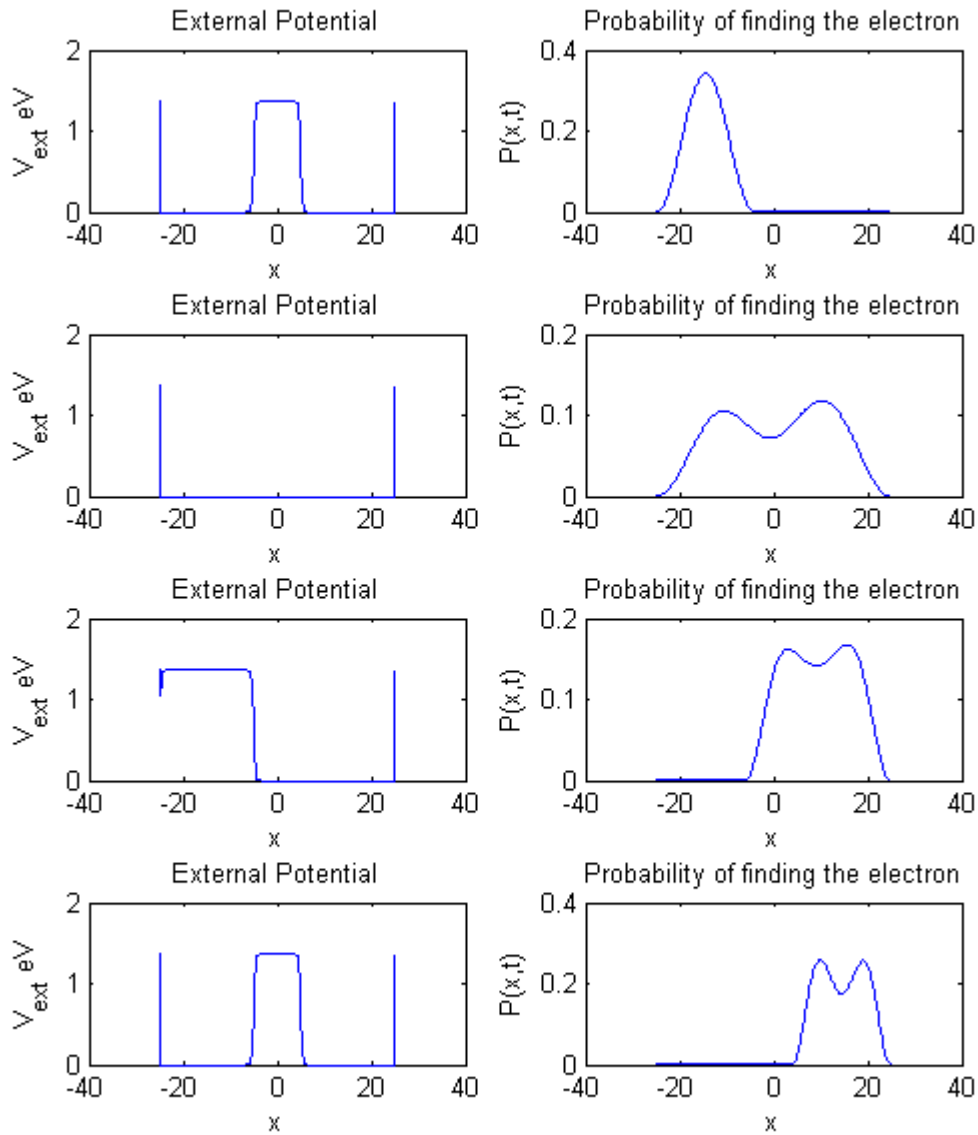 External Potential
Probability of finding the electron
2
1
0
V_ext eV
-40 -20 0 20 40
x
0.4
0.2
0
P(x,t)
-40 -20 0 20 40
x
External Potential
Probability of finding the electron
2
1
0
V_ext eV
-40 -20 0 20 40
x
0.2
0.1
0
P(x,t)
-40 -20 0 20 40
x
External Potential
Probability of finding the electron
2
1
0
V_ext eV
-40 -20 0 20 40
x
0.2
0.1
0
P(x,t)
-40 -20 0 20 40
x
External Potential
Probability of finding the electron
2
1
0
V_ext eV
-40 -20 0 20 40
x
0.4
0.2
0
P(x,t)
-40 -20 0 20 40
x